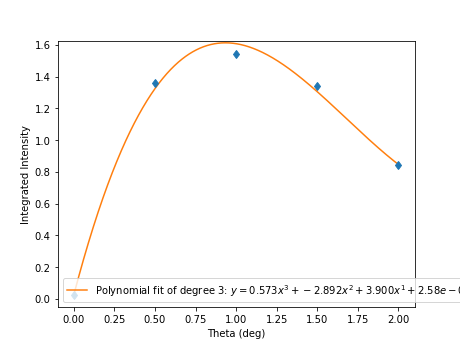 1.6
1.4
1.2
1.0
0.8
0.6
0.4
0.2
0.0
Integrated Intensity
Polynomial fit of degree 3: y = 0.573x³ + − 2.892x² + 3.900x¹ + 2.58e − 0
0.00 0.25 0.50 0.75 1.00 1.25 1.50 1.75 2.00
Theta (deg)